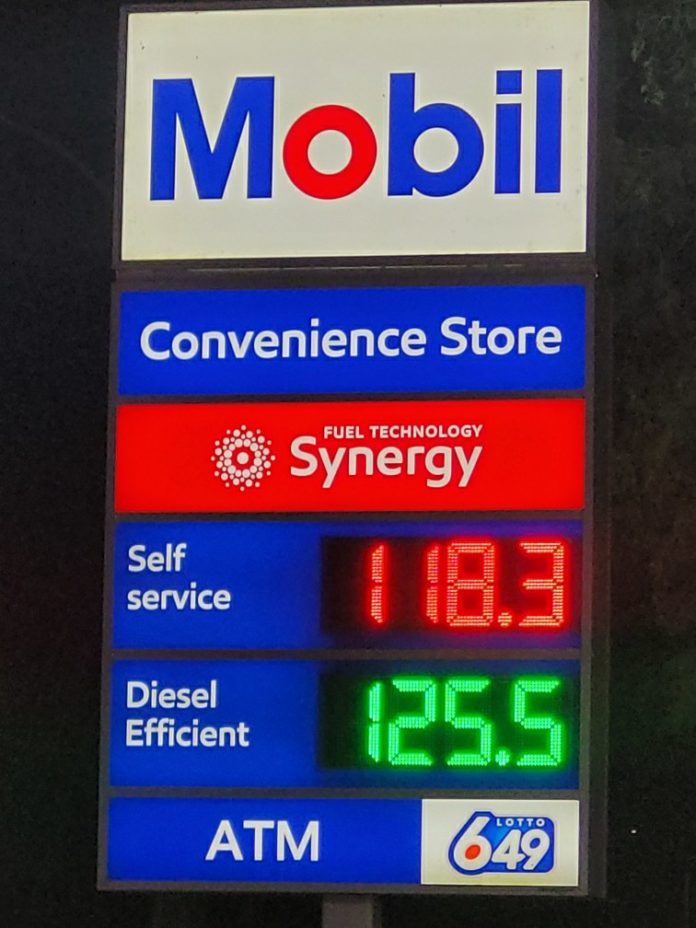 Mobil
Convenience Store
FUEL TECHNOLOGY
Synergy
Self
service
118.3
Diesel
Efficient
125.5
ATM
LOTTO
649